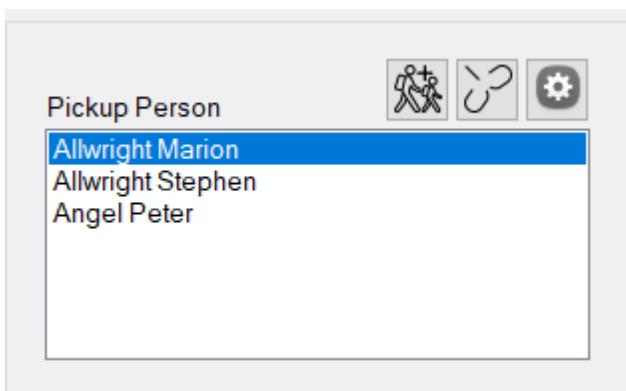 Pickup Person
Allwright Marion
Allwright Stephen
Angel Peter